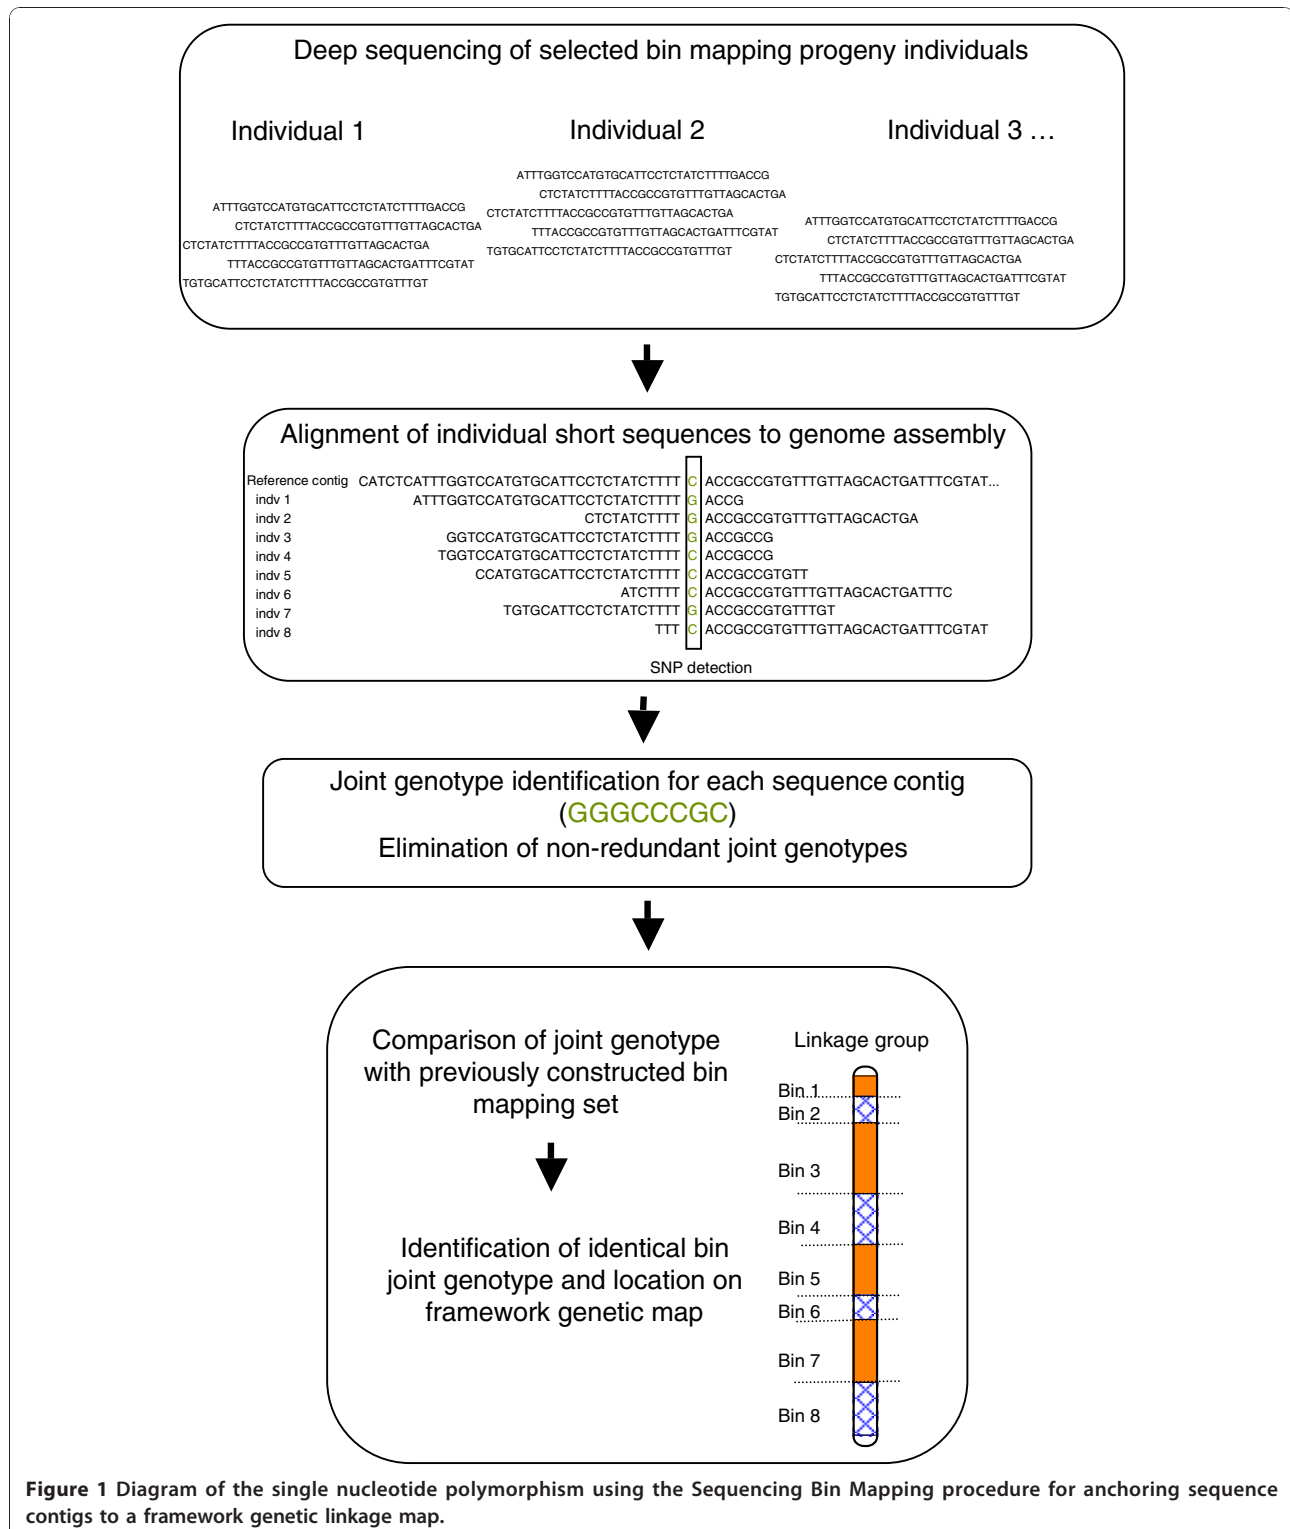 Deep sequencing of selected bin mapping progeny individuals
Individual 1
Individual 2
Individual 3 ...
ATTTGGTCCATGTGCATTCCTCTATCTTTTGACCG
CTCTATCTTTTACCGCCGTGTTTGTTAGCACTGA
CTCTATCTTTTACCGCCGTGTTTGTTAGCACTGA
TTTACCGCCGTGTTTGTTAGCACTGATTTCGTAT
TGTGCATTCCTCTATCTTTTACCGCCGTGTTTGT
ATTTGGTCCATGTGCATTCCTCTATCTTTTGACCG
CTCTATCTTTTACCGCCGTGTTTGTTAGCACTGA
CTCTATCTTTTACCGCCGTGTTTGTTAGCACTGA
TTTACCGCCGTGTTTGTTAGCACTGATTTCGTAT
TGTGCATTCCTCTATCTTTTACCGCCGTGTTTGT
ATTTGGTCCATGTGCATTCCTCTATCTTTTGACCG
CTCTATCTTTTACCGCCGTGTTTGTTAGCACTGA
CTCTATCTTTTACCGCCGTGTTTGTTAGCACTGA
TTTACCGCCGTGTTTGTTAGCACTGATTTCGTAT
TGTGCATTCCTCTATCTTTTACCGCCGTGTTTGT
Alignment of individual short sequences to genome assembly
Reference contig CATCTCATTTGGTCCATGTGCATTCCTCTATCTTTT C ACCGCCGTGTTTGTTAGCACTGATTTCGTAT...
indv 1 ATTTGGTCCATGTGCATTCCTCTATCTTTT G ACCG
indv 2 CTCTATCTTTT G ACCGCCGTGTTTGTTAGCACTGA
indv 3 GGTCCATGTGCATTCCTCTATCTTTT G ACCGCCG
indv 4 TGGTCCATGTGCATTCCTCTATCTTTT C ACCGCCG
indv 5 CCATGTGCATTCCTCTATCTTTT C ACCGCCGTGTT
indv 6 ATCTTTT C ACCGCCGTGTTTGTTAGCACTGATTTC
indv 7 TGTGCATTCCTCTATCTTTT G ACCGCCGTGTTTGT
indv 8 TTT C ACCGCCGTGTTTGTTAGCACTGATTTCGTAT
SNP detection
Joint genotype identification for each sequence contig
(GGGCCCGC)
Elimination of non-redundant joint genotypes
Comparison of joint genotype
with previously constructed bin
mapping set
Identification of identical bin
joint genotype and location on
framework genetic map
Linkage group
Bin 1
Bin 2
Bin 3
Bin 4
Bin 5
Bin 6
Bin 7
Bin 8
Figure 1 Diagram of the single nucleotide polymorphism using the Sequencing Bin Mapping procedure for anchoring sequence
contigs to a framework genetic linkage map.